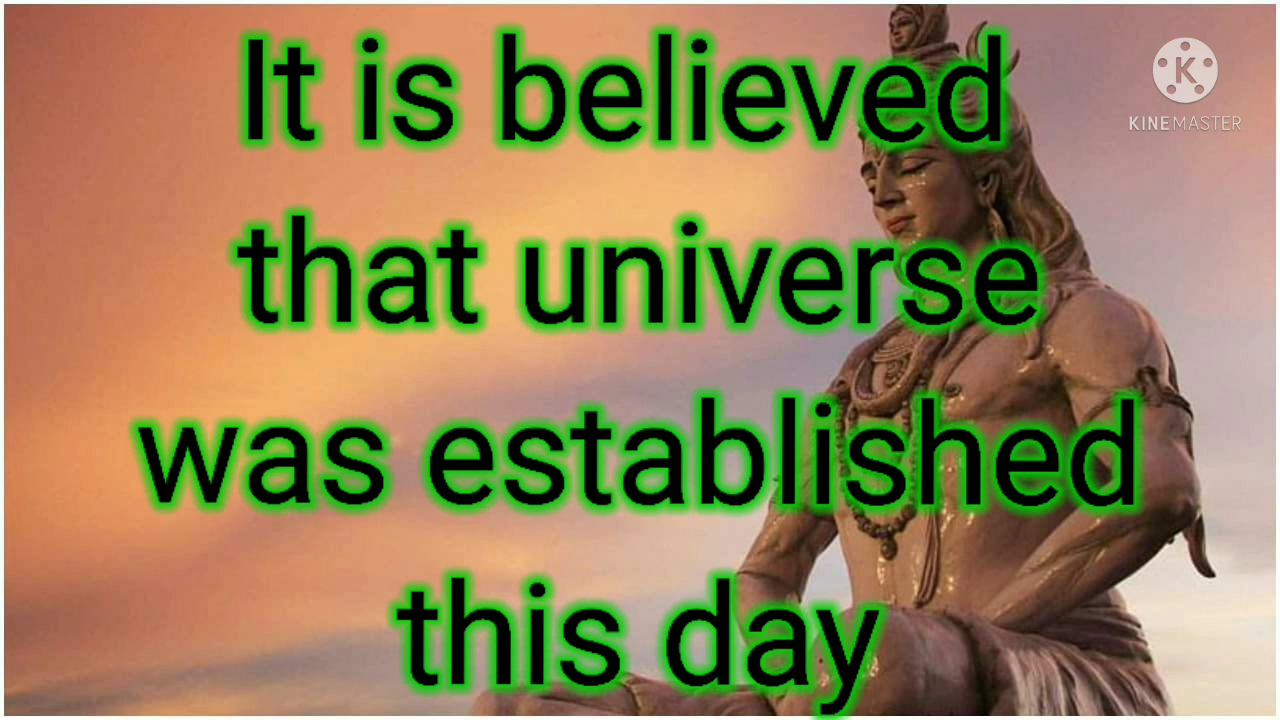 It is believed
that universe
was established
this day
K
KINEMASTER